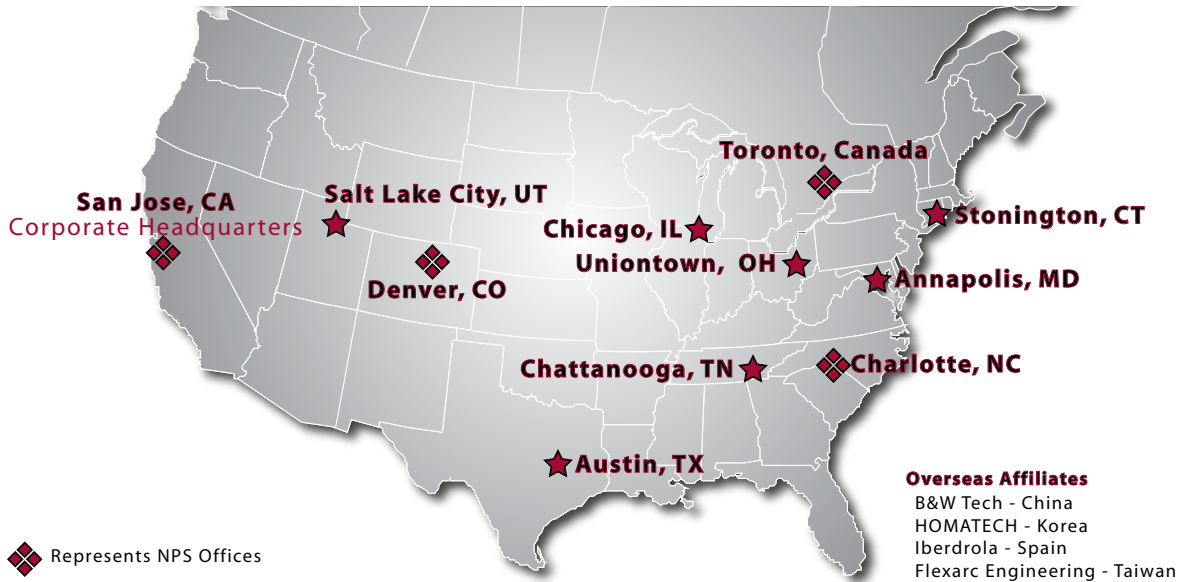 Toronto, Canada
San Jose, CA
Corporate Headquarters
Salt Lake City, UT
Chicago, IL
Stonington, CT
Uniontown, OH
Denver, CO
Annapolis, MD
Chattanooga, TN
Charlotte, NC
Austin, TX
Overseas Affiliates
B&W Tech - China
HOMATECH - Korea
Iberdrola - Spain
Flexarc Engineering - Taiwan
Represents NPS Offices